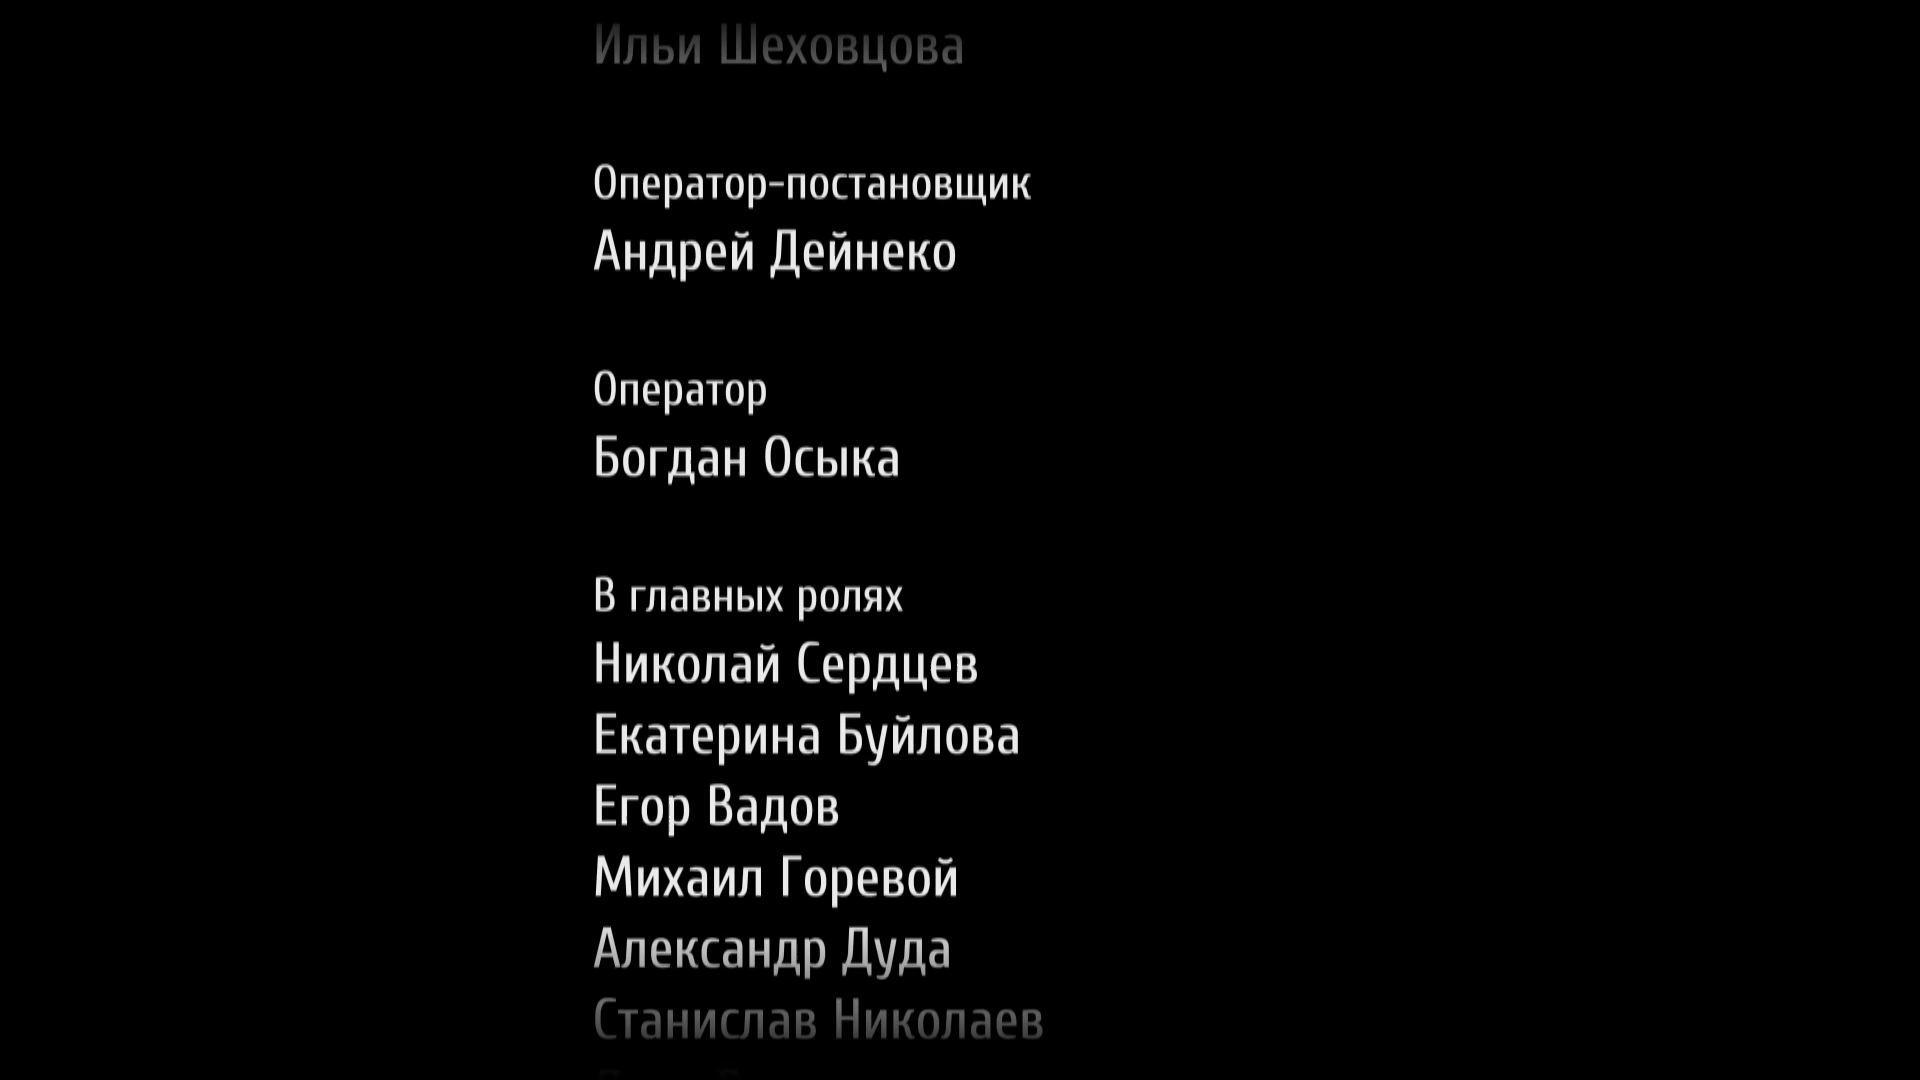 Ильи Шеховцова
Оператор-постановщик
Андрей Дейнеко
Оператор
Богдан Осыка
В главных ролях
Николай Сердцев
Екатерина Буйлова
Егор Вадов
Михаил Горевой
Александр Дуда
Станислав Николаев